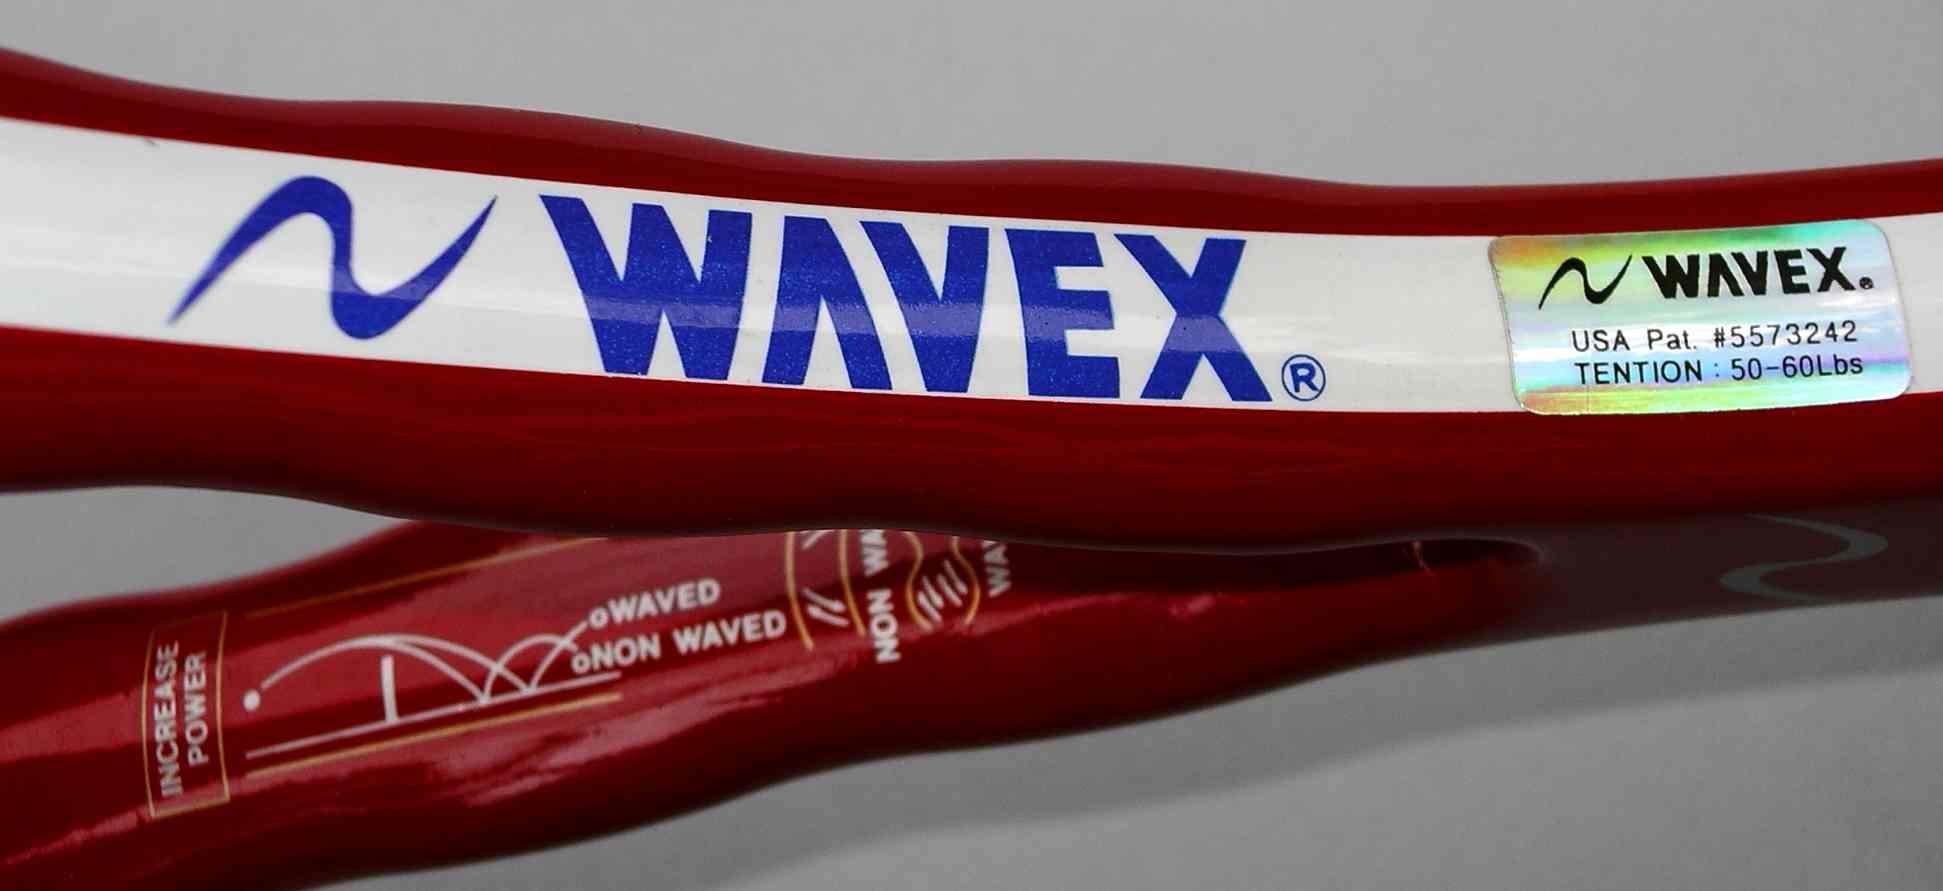 WAVEX®
WAVEX®
USA Pat. #5573242
TENTION : 50-60Lbs
INCREASE
POWER
WAVED
NON WAVED
NON